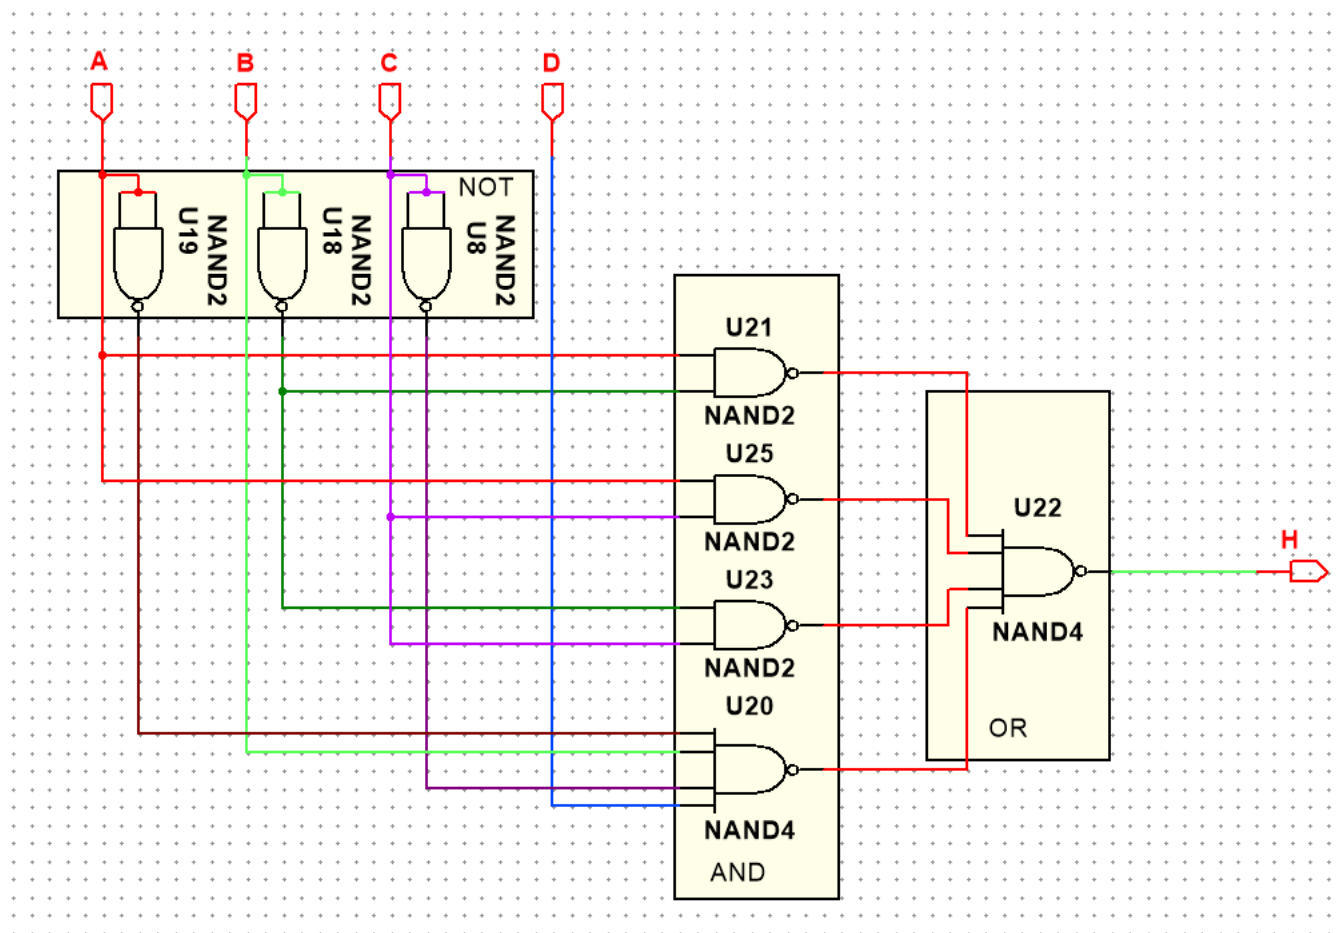 A
B
C
D
NOT
U19
NAND2
U18
NAND2
U8
NAND2
U21
NAND2
U25
NAND2
U23
NAND2
U20
NAND4
AND
U22
NAND4
OR
H